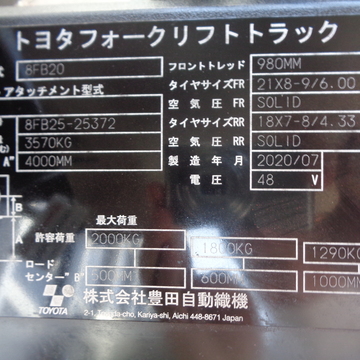 トヨタフォークリフトトラック
8FB20 フロントトレッド 980MM
アタッチメント型式 タイヤサイズFR 21X8-9/6.00
空気圧FR SOLID
8FB25-25372 タイヤサイズRR 18X7-8/4.33
3570KG 空気圧RR SOLID
A" 4000MM 製造年月 2020/07
電圧 48 V
B
最大荷重
A 許容荷重 2000KG 1800KG 1290KG
ロード
センター"B" 500MM 600MM 1000MM
TOYOTA 株式会社豊田自動織機
2-1, Toyoda-cho, Kariya-shi, Aichi 448-8671 Japan